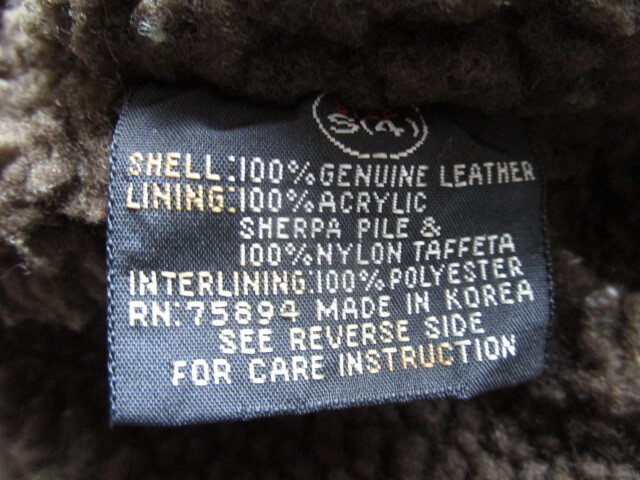 S(4)
SHELL:100% GENUINE LEATHER
LINING:100% ACRYLIC
SHERPA PILE &
100% NYLON TAFFETA
INTERLINING:100% POLYESTER
RN:75894 MADE IN KOREA
SEE REVERSE SIDE
FOR CARE INSTRUCTION